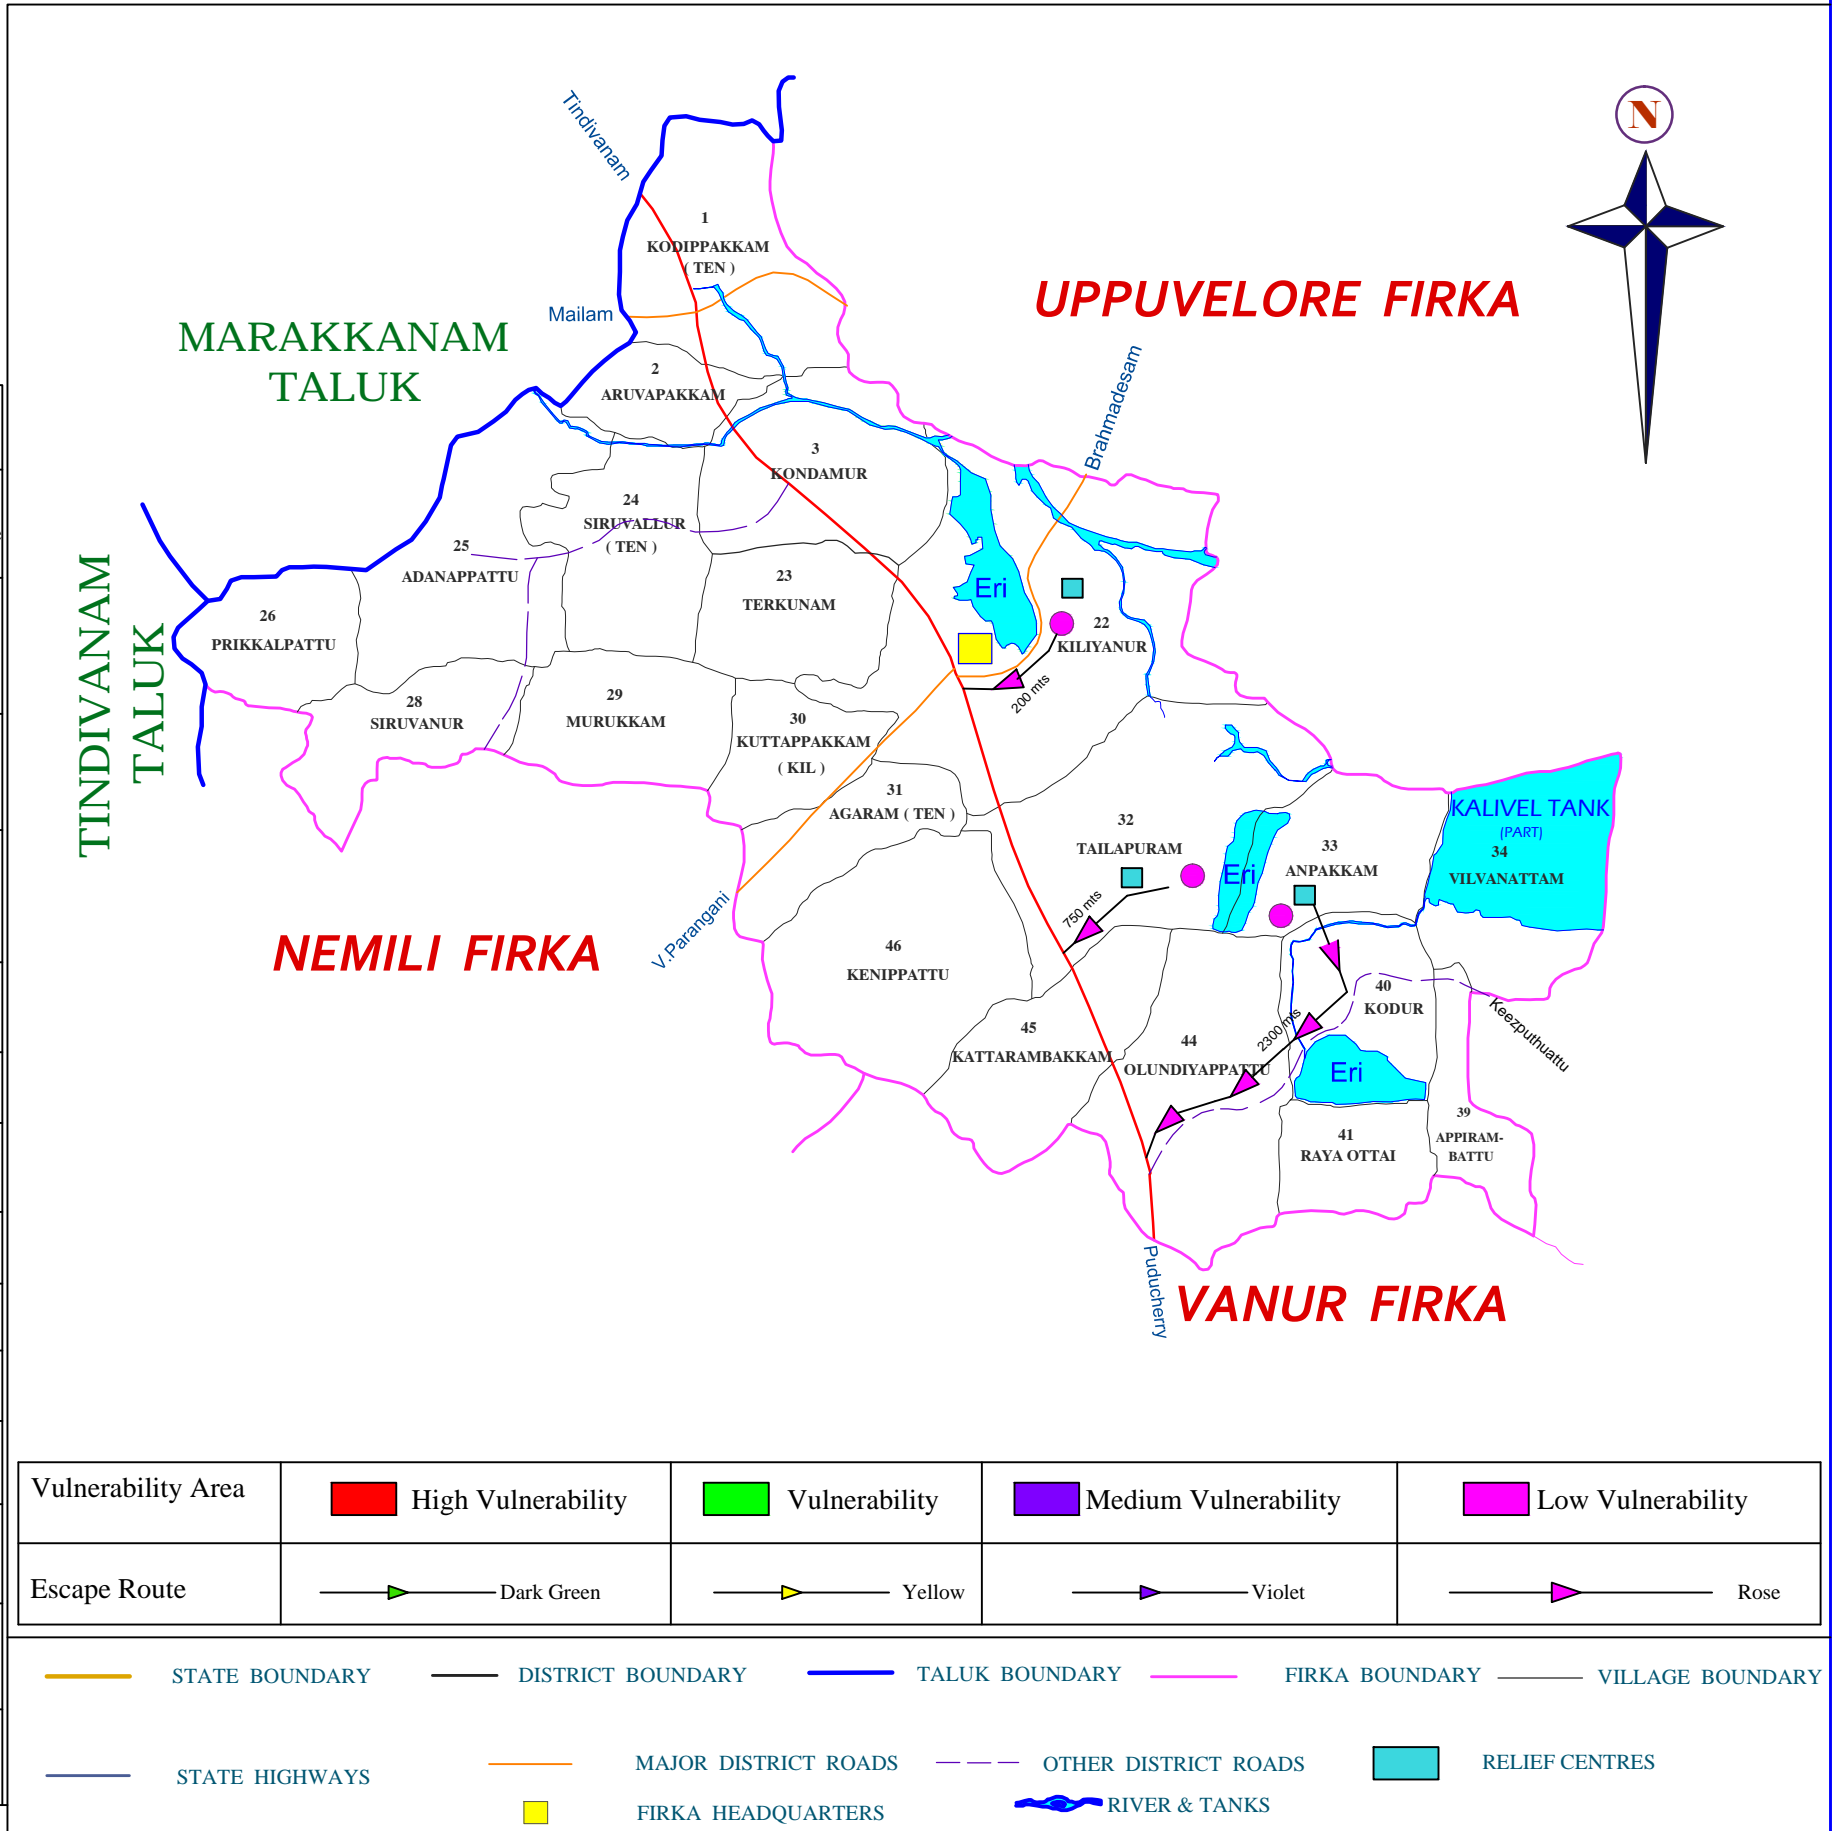 N
Tindivanam
1
KODIPPAKKAM
( TEN )
UPPUVELORE FIRKA
Mailam
MARAKKANAM
TALUK
2
ARUVAPAKKAM
Brahmadesam
3
KONDAMUR
24
SIRUVALLUR
( TEN )
25
ADANAPPATTU
23
TERKUNAM
Eri
TINDIVANAM
TALUK
26
PRIKKALPATTU
22
KILIYANUR
200 mts
28
SIRUVANUR
29
MURUKKAM
30
KUTTAPPAKKAM
( KIL )
31
AGARAM ( TEN )
32
TAILAPURAM
Eri
33
ANPAKKAM
KALIVEL TANK
(PART)
34
VILVANATTAM
750 mts
V.Parangani
NEMILI FIRKA
46
KENIPPATTU
40
KODUR
Keezputhuattu
2300 mts
45
KATTARAMBAKKAM
44
OLUNDIYAPPATTU
Eri
39
APPIRAM-
BATTU
41
RAYA OTTAI
Puducherry
VANUR FIRKA
Vulnerability Area
High Vulnerability
Vulnerability
Medium Vulnerability
Low Vulnerability
Escape Route
Dark Green
Yellow
Violet
Rose
STATE BOUNDARY
DISTRICT BOUNDARY
TALUK BOUNDARY
FIRKA BOUNDARY
VILLAGE BOUNDARY
STATE HIGHWAYS
MAJOR DISTRICT ROADS
OTHER DISTRICT ROADS
RELIEF CENTRES
FIRKA HEADQUARTERS
RIVER & TANKS